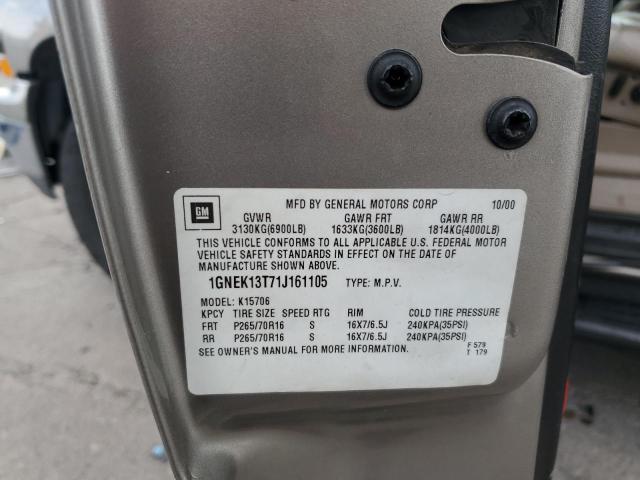 GM
MFD BY GENERAL MOTORS CORP 10/00
GVWR GAWR FRT GAWR RR
3130KG(6900LB) 1633KG(3600LB) 1814KG(4000LB)
THIS VEHICLE CONFORMS TO ALL APPLICABLE U.S. FEDERAL MOTOR
VEHICLE SAFETY STANDARDS IN EFFECT ON THE DATE OF
MANUFACTURE SHOWN ABOVE.
1GNEK13T71J161105 TYPE: M.P.V.
MODEL: K15706
KPCY TIRE SIZE SPEED RTG RIM COLD TIRE PRESSURE
FRT P265/70R16 S 16X7/6.5J 240KPA(35PSI)
RR P265/70R16 S 16X7/6.5J 240KPA(35PSI)
SEE OWNER'S MANUAL FOR MORE INFORMATION.
F 579
T 179